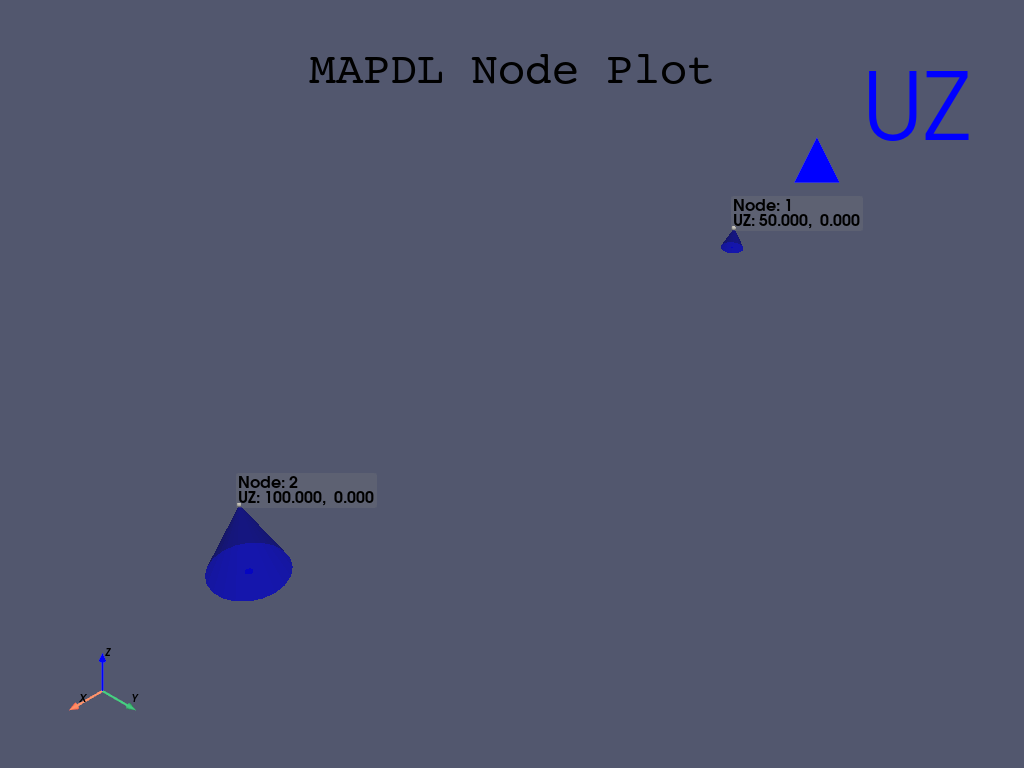 MAPDL Node Plot
UZ
Node: 1
UZ: 50.000, 0.000
Node: 2
UZ: 100.000, 0.000
Z
X
Y